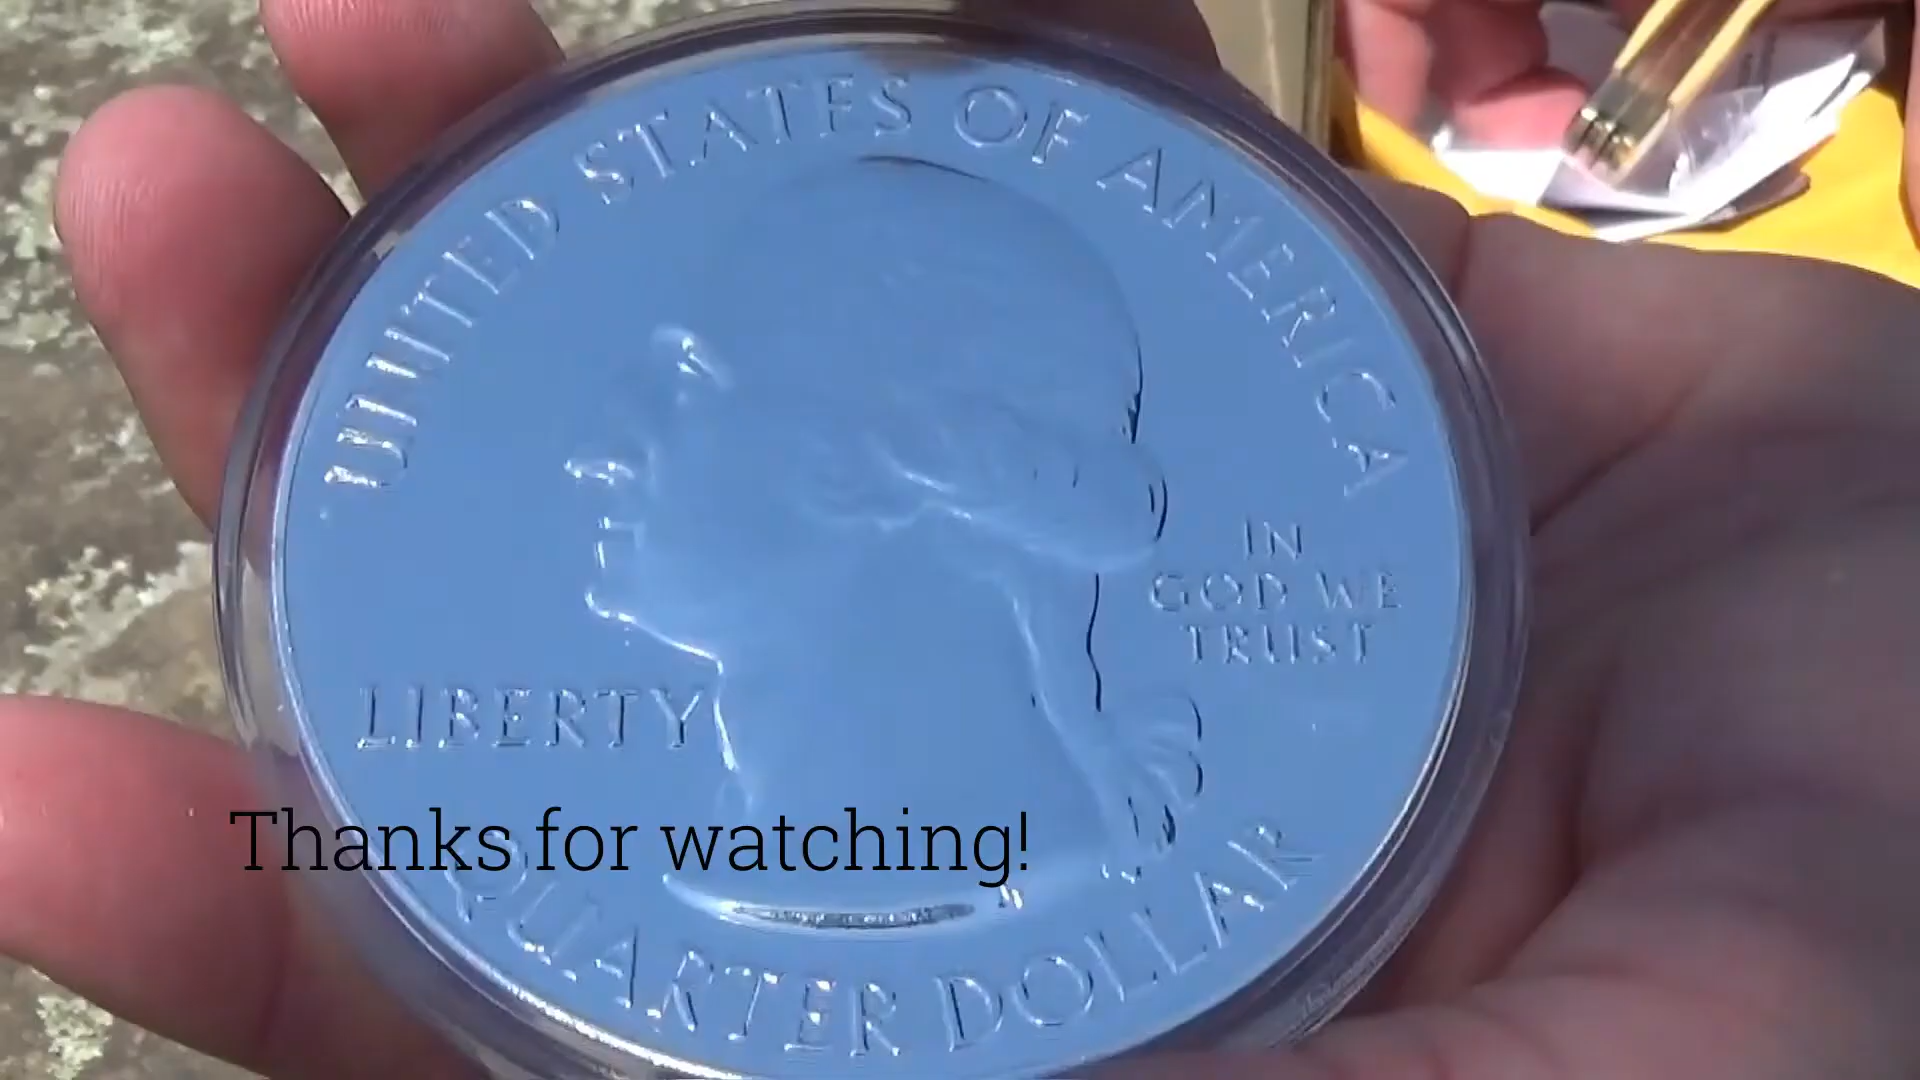 UNITED STATES OF AMERICA
IN
GOD WE
TRUST
LIBERTY
Thanks for watching!
QUARTER DOLLAR